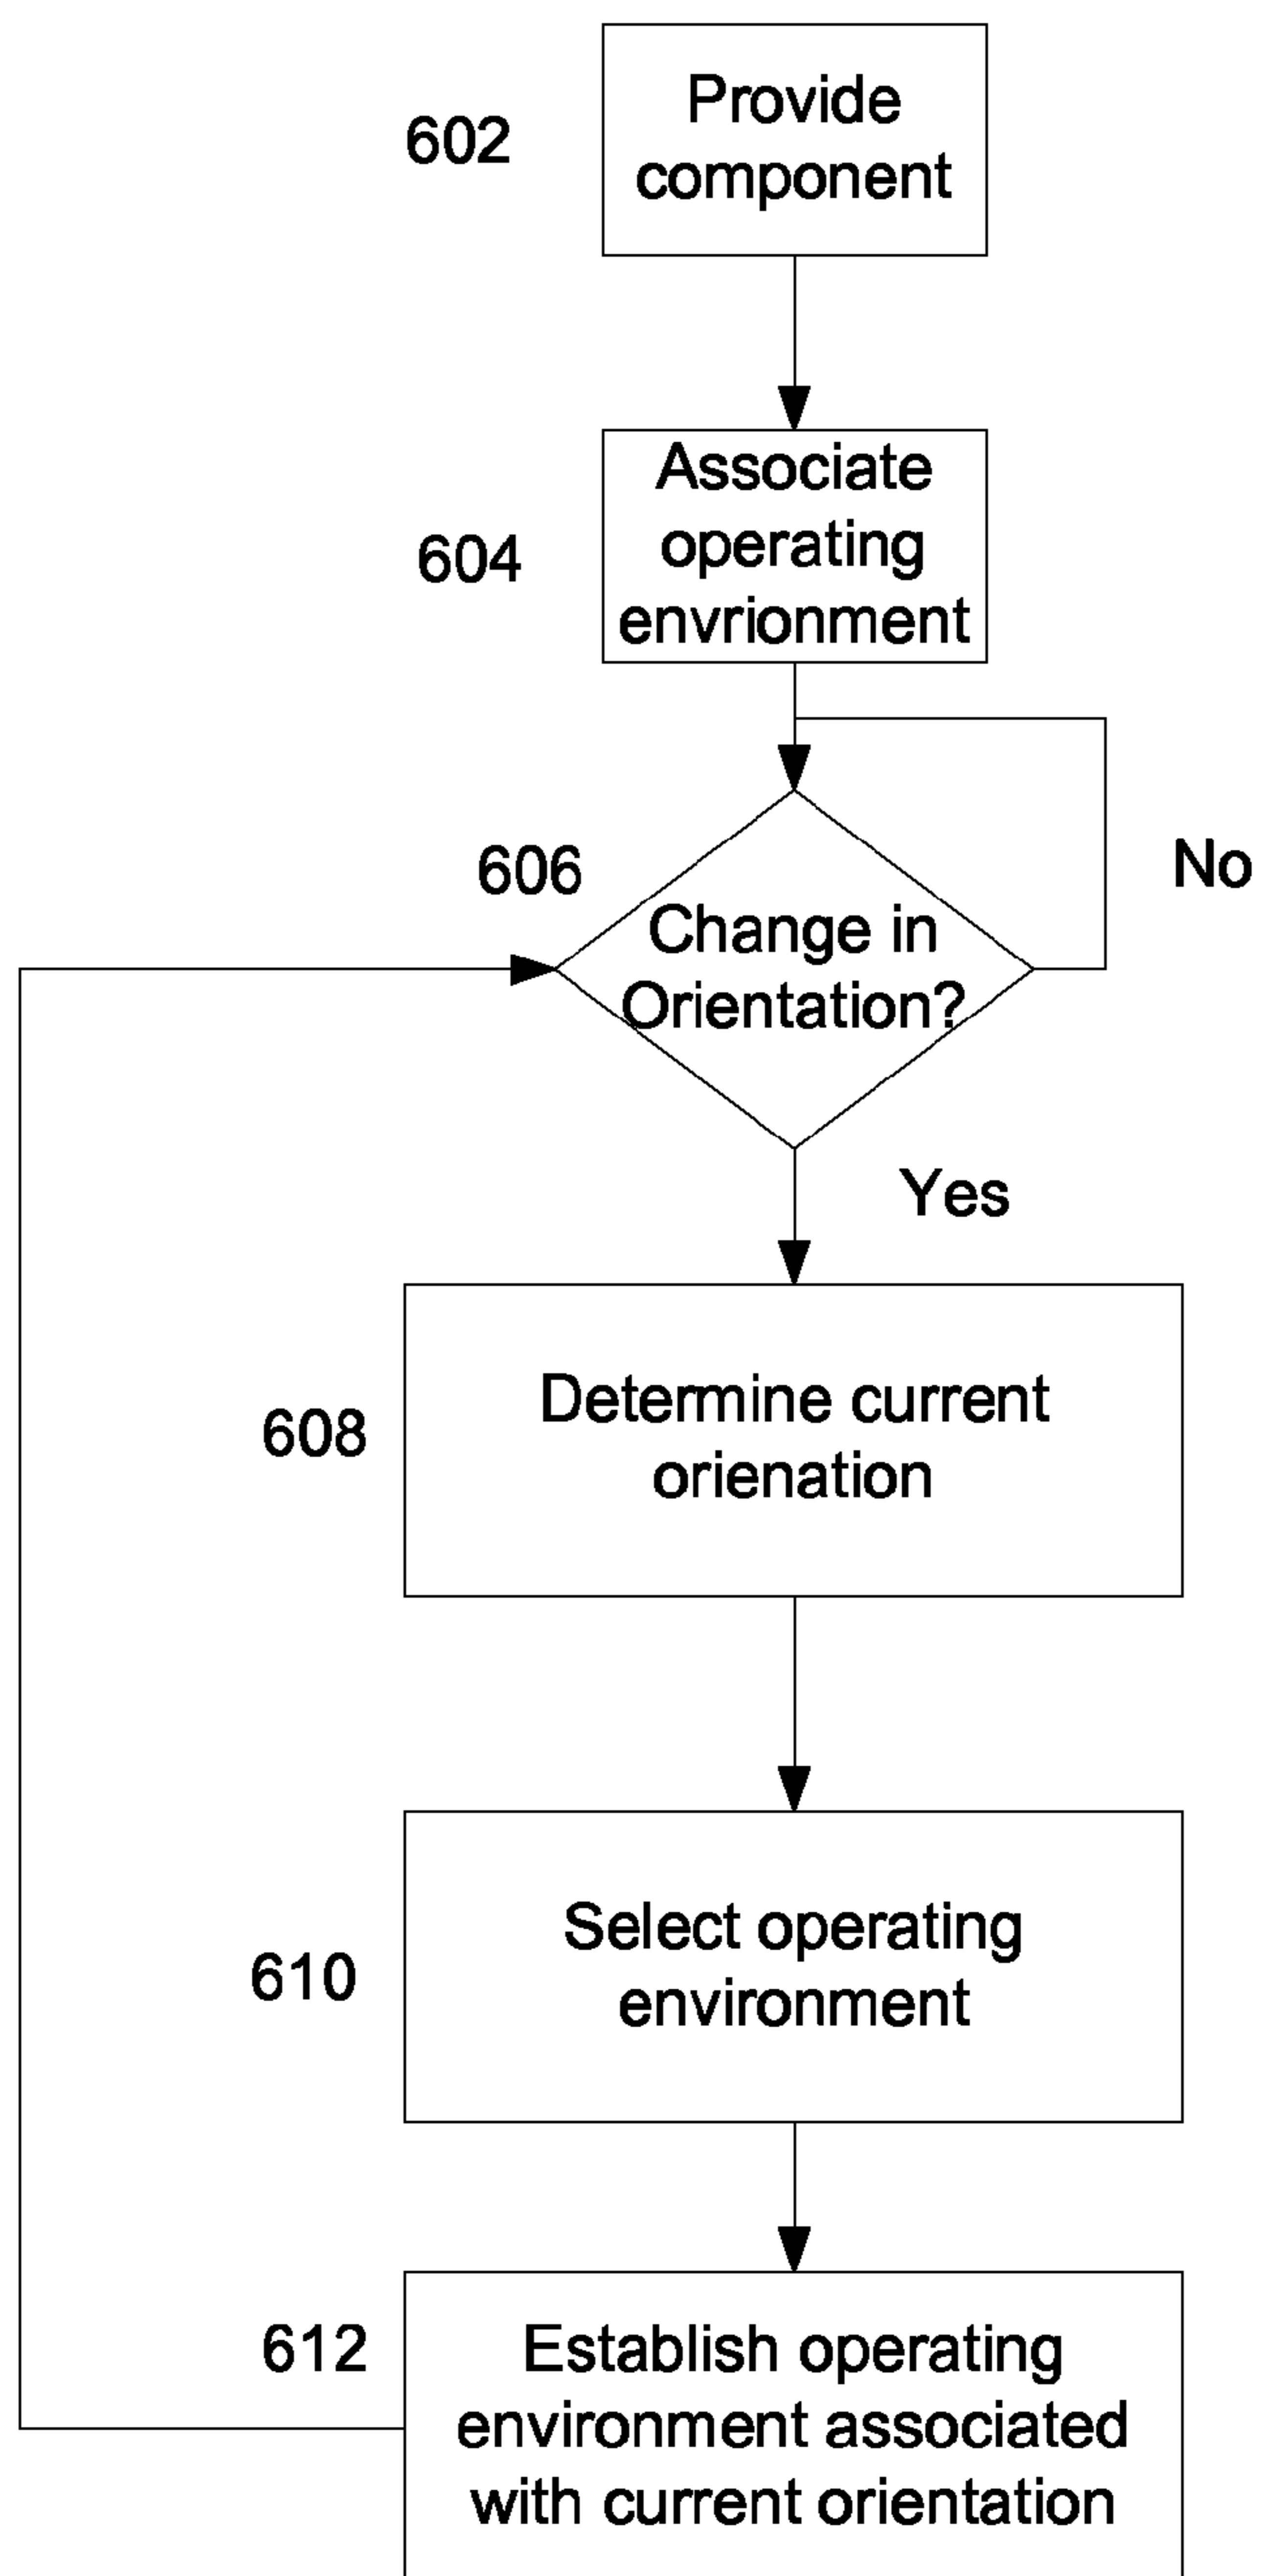 Provide
component
602
Associate
operating
envrionment
604
606
No
Change in
Orientation?
Yes
Determine current
orienation
608
Select operating
environment
610
612
Establish operating
environment associated
with current orientation